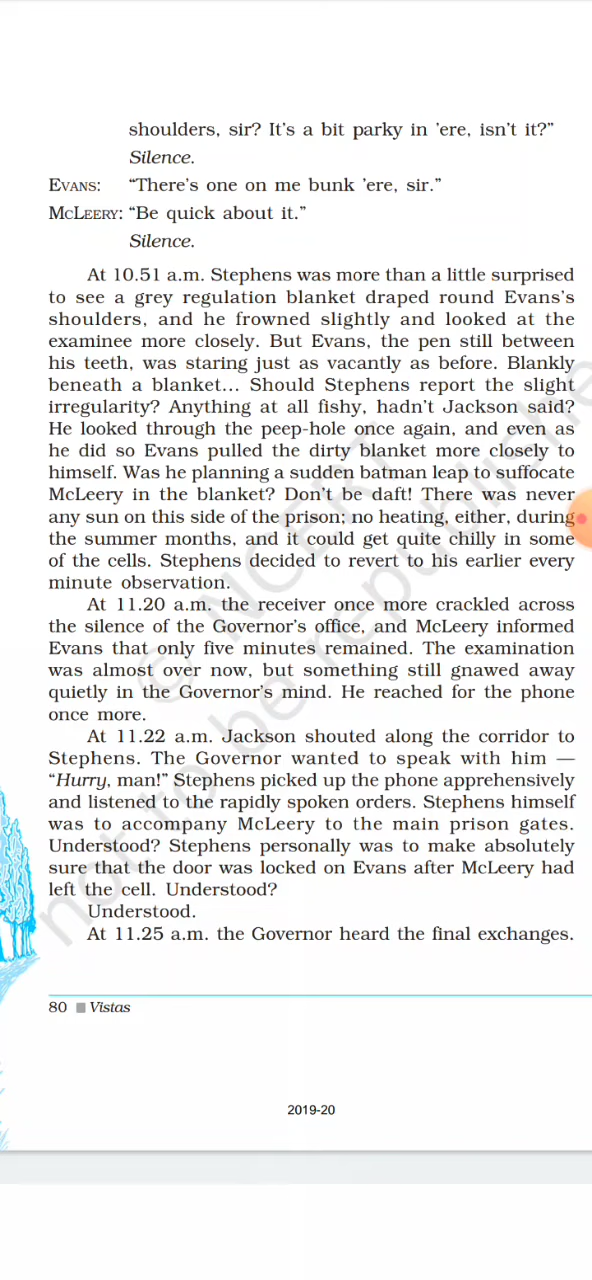 shoulders, sir? It's a bit parky in 'ere, isn't it?”
Silence.
EVANS: “There's one on me bunk 'ere, sir.”
MCLEERY: “Be quick about it.”
Silence.
At 10.51 a.m. Stephens was more than a little surprised
to see a grey regulation blanket draped round Evans's
shoulders, and he frowned slightly and looked at the
examinee more closely. But Evans, the pen still between
his teeth, was staring just as vacantly as before. Blankly
beneath a blanket... Should Stephens report the slight
irregularity? Anything at all fishy, hadn't Jackson said?
He looked through the peep-hole once again, and even as
he did so Evans pulled the dirty blanket more closely to
himself. Was he planning a sudden batman leap to suffocate
McLeery in the blanket? Don't be daft! There was never
any sun on this side of the prison; no heating, either, during
the summer months, and it could get quite chilly in some
of the cells. Stephens decided to revert to his earlier every
minute observation.
At 11.20 a.m. the receiver once more crackled across
the silence of the Governor's office, and McLeery informed
Evans that only five minutes remained. The examination
was almost over now, but something still gnawed away
quietly in the Governor's mind. He reached for the phone
once more.
At 11.22 a.m. Jackson shouted along the corridor to
Stephens. The Governor wanted to speak with him —
“Hurry, man!” Stephens picked up the phone apprehensively
and listened to the rapidly spoken orders. Stephens himself
was to accompany McLeery to the main prison gates.
Understood? Stephens personally was to make absolutely
sure that the door was locked on Evans after McLeery had
left the cell. Understood?
Understood.
At 11.25 a.m. the Governor heard the final exchanges.
80 ■ Vistas
2019-20
© NCERT
not to be republished